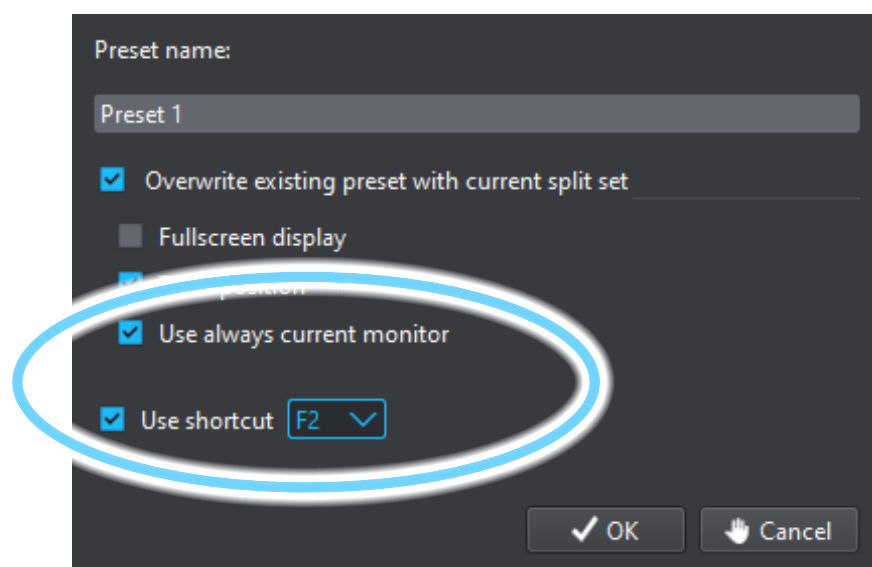 Preset name:
Preset 1
Overwrite existing preset with current split set
Fullscreen display
position
Use always current monitor
Use shortcut F2
OK Cancel